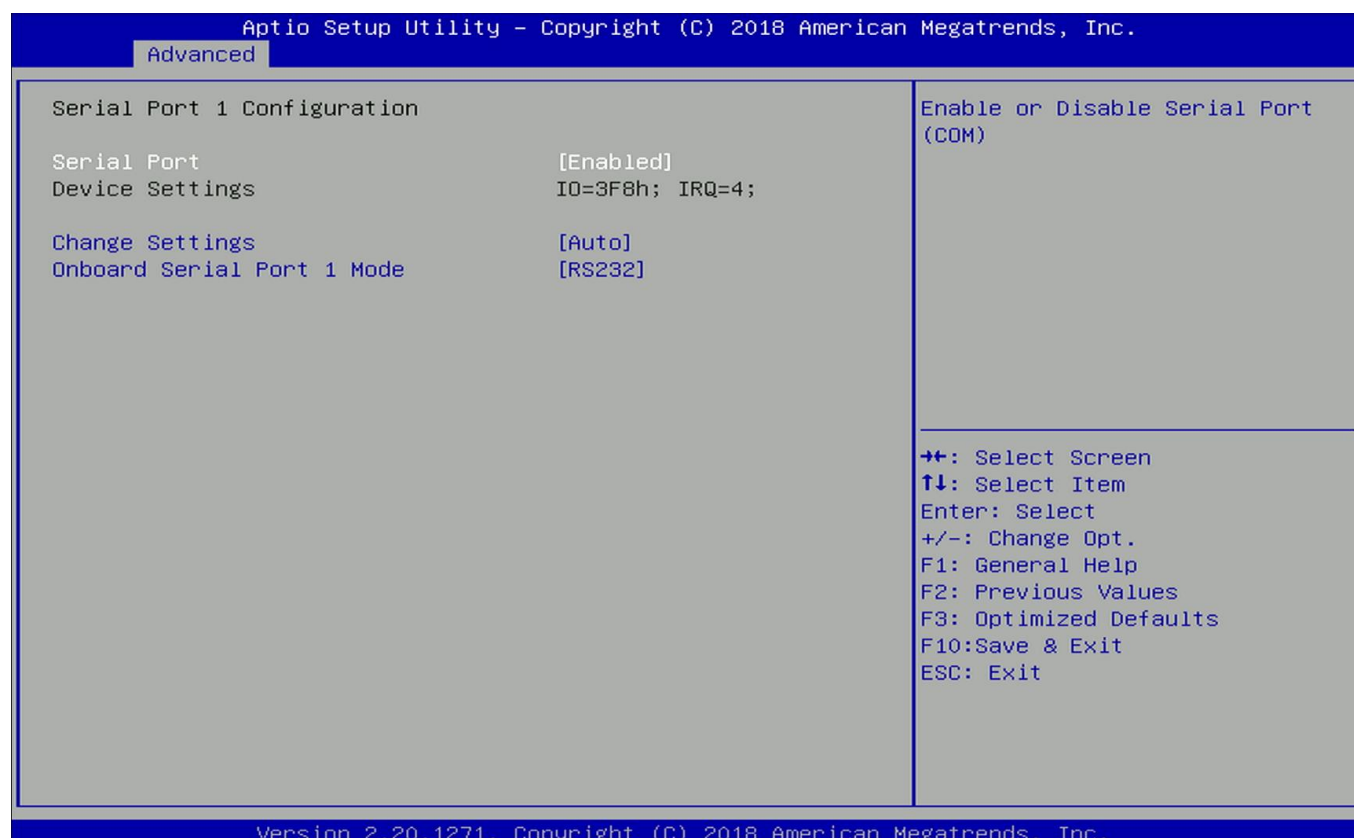 Aptio Setup Utility – Copyright (C) 2018 American Megatrends, Inc.
Advanced
Serial Port 1 Configuration
Serial Port [Enabled]
Device Settings IO=3F8h; IRQ=4;
Change Settings [Auto]
Onboard Serial Port 1 Mode [RS232]
Enable or Disable Serial Port
(COM)
→←: Select Screen
↑↓: Select Item
Enter: Select
+/-: Change Opt.
F1: General Help
F2: Previous Values
F3: Optimized Defaults
F10:Save & Exit
ESC: Exit
Version 2.20.1271. Copyright (C) 2018 American Megatrends, Inc.